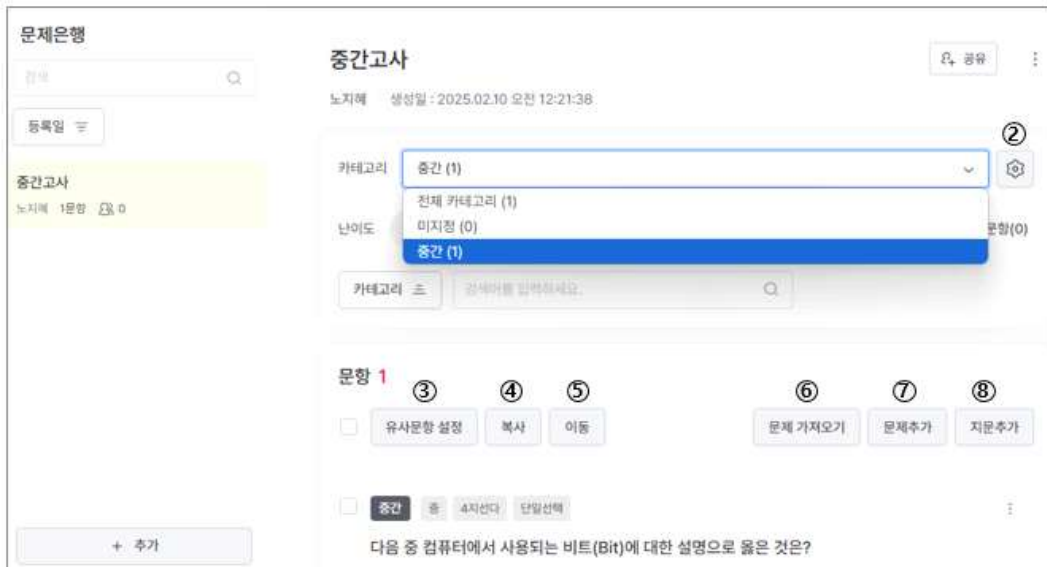 문제은행
검색
등록일
중간고사
노지혜 1문항 0
+ 추가
중간고사
공유
노지혜 생성일 : 2025.02.10 오전 12:21:38
②
카테고리 중간 (1)
전체 카테고리 (1)
미지정 (0)
중간 (1)
난이도 문항(0)
카테고리 검색어를 입력하세요.
문항 1
③ ④ ⑤ ⑥ ⑦ ⑧
유사문항 설정 복사 이동 문제 가져오기 문제추가 지문추가
중간 중 4지선다 단일선택
다음 중 컴퓨터에서 사용되는 비트(Bit)에 대한 설명으로 옳은 것은?